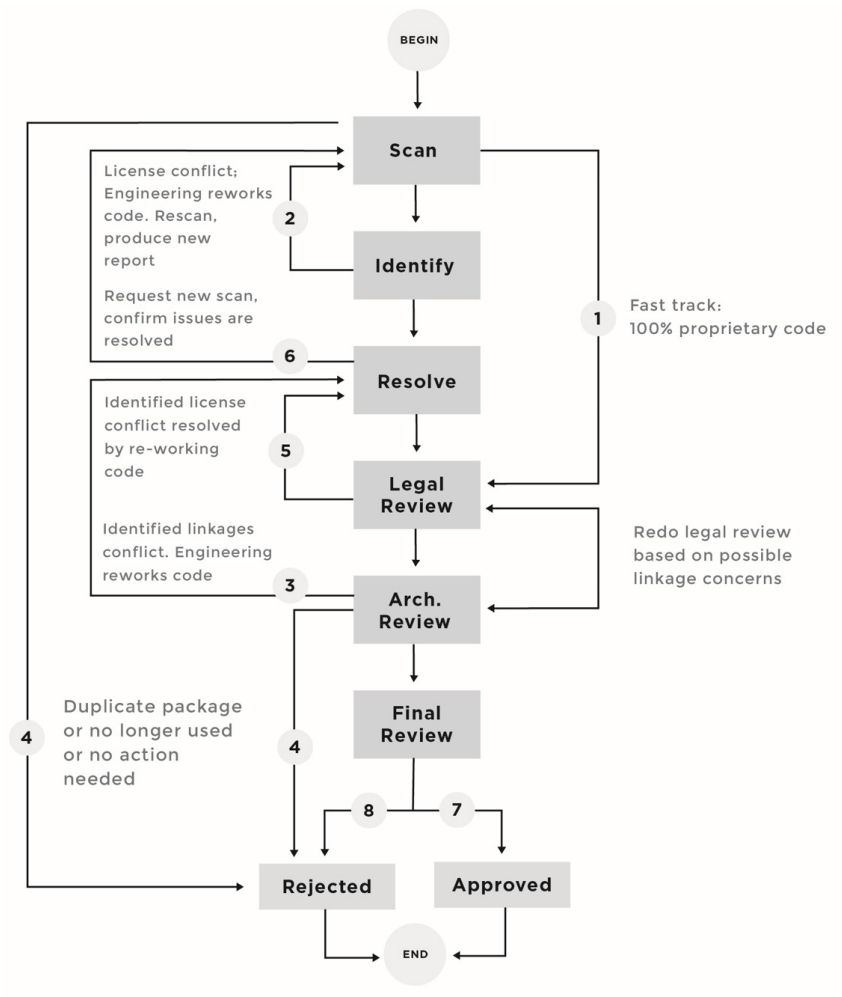 BEGIN
Scan
License conflict;
Engineering reworks
code. Rescan,
produce new
report
2
Identify
Request new scan,
confirm issues are
resolved
1
Fast track:
100% proprietary code
6
Resolve
Identified license
conflict resolved
by re-working
code
5
Legal
Review
Identified linkages
conflict. Engineering
reworks code
Redo legal review
based on possible
linkage concerns
3
Arch.
Review
Final
Review
4
Duplicate package
or no longer used
or no action
needed
4
8
7
Rejected
Approved
END